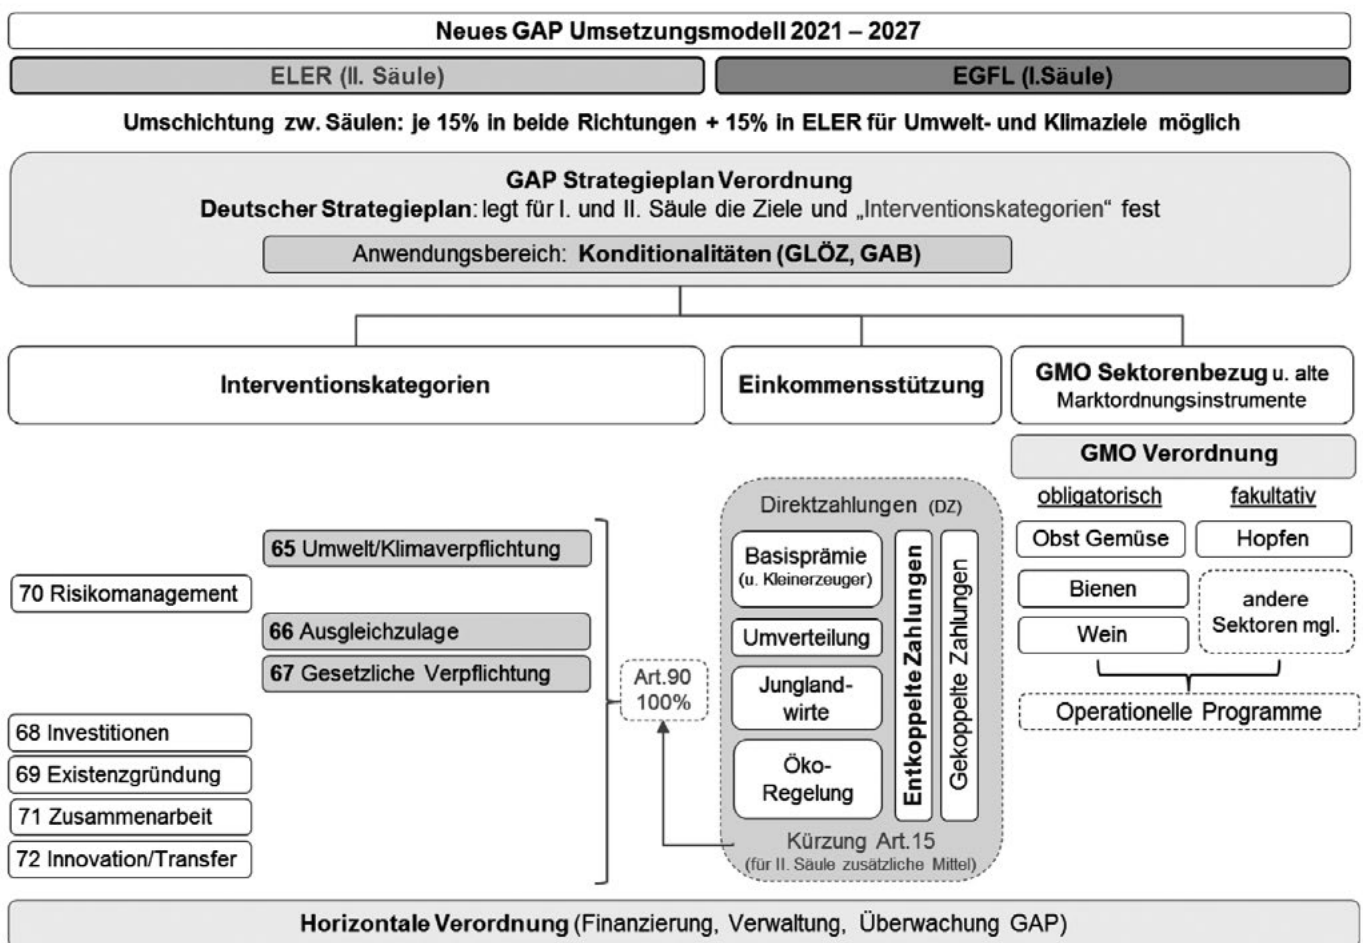 Neues GAP Umsetzungsmodell 2021 – 2027
ELER (II. Säule)
EGFL (I.Säule)
Umschichtung zw. Säulen: je 15% in beide Richtungen + 15% in ELER für Umwelt- und Klimaziele möglich
GAP Strategieplan Verordnung
Deutscher Strategieplan: legt für I. und II. Säule die Ziele und „Interventionskategorien“ fest
Anwendungsbereich: Konditionalitäten (GLÖZ, GAB)
Interventionskategorien
Einkommensstützung
GMO Sektorenbezug u. alte
Marktordnungsinstrumente
65 Umwelt/Klimaverpflichtung
70 Risikomanagement
66 Ausgleichzulage
67 Gesetzliche Verpflichtung
68 Investitionen
69 Existenzgründung
71 Zusammenarbeit
72 Innovation/Transfer
Art.90
100%
Direktzahlungen (DZ)
Basisprämie
(u. Kleinerzeuger)
Umverteilung
Jungland-
wirte
Öko-
Regelung
Entkoppelte Zahlungen
Gekoppelte Zahlungen
Kürzung Art.15
(für II. Säule zusätzliche Mittel)
GMO Verordnung
obligatorisch
fakultativ
Obst Gemüse
Hopfen
Bienen
Wein
andere
Sektoren mgl.
Operationelle Programme
Horizontale Verordnung (Finanzierung, Verwaltung, Überwachung GAP)